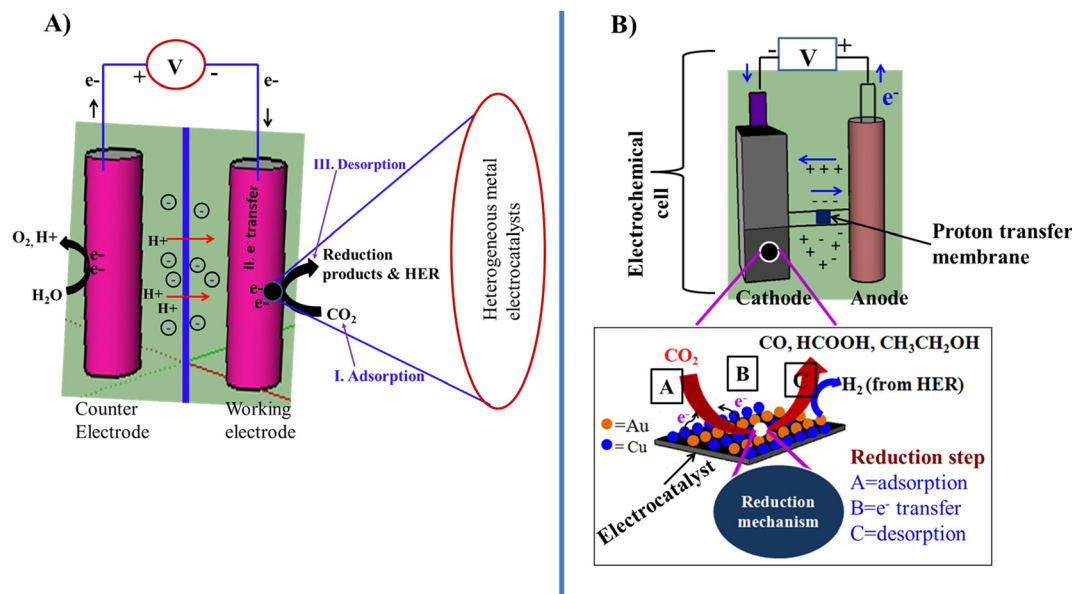 A)
V
+
-
e-
e-
III. Desorption
II. e- transfer
O2, H+
e-
e-
H2O
H+
H+
H+
-
-
-
-
-
-
-
-
Reduction
products & HER
e-
e-
CO2
I. Adsorption
Counter
Electrode
Working
electrode
Heterogeneous metal
electrocatalysts
B)
Electrochemical
cell
-
V
+
e-
+ + +
- - -
+ - -
+ + -
+
Proton transfer
membrane
Cathode
Anode
CO, HCOOH, CH3CH2OH
CO2
A
B
C
H2 (from HER)
e-
e-
=Au
= Cu
Electrocatalyst
Reduction
mechanism
Reduction step
A=adsorption
B=e- transfer
C=desorption